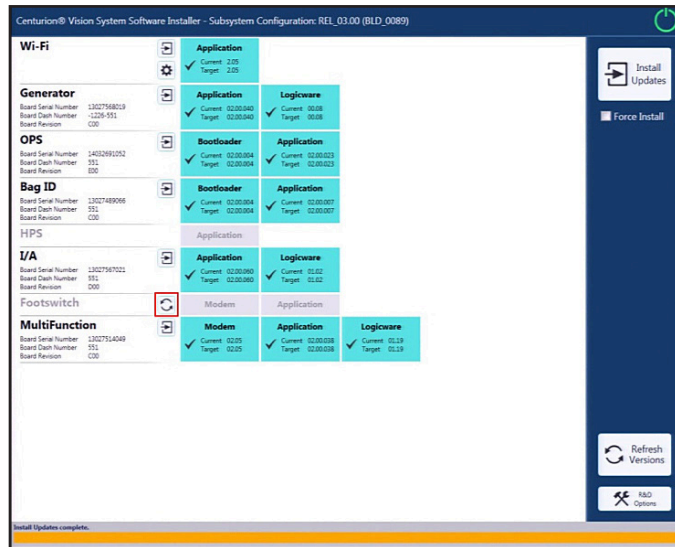 Centurion® Vision System Software Installer - Subsystem Configuration: REL_03.00 (BLD_0089)
Wi-Fi
Application
Current 2.05
Target 2.05
Install Updates
Force Install
Generator
Board Serial Number 13027568019
Board Dash Number -1226-551
Board Revision C00
Application
Current 02.00.040
Target 02.00.040
Logicware
Current 00.08
Target 00.08
OPS
Board Serial Number 14032691052
Board Dash Number 551
Board Revision E00
Bootloader
Current 02.00.004
Target 02.00.004
Application
Current 02.00.023
Target 02.00.023
Bag ID
Board Serial Number 13027489066
Board Dash Number 551
Board Revision C00
Bootloader
Current 02.00.004
Target 02.00.004
Application
Current 02.00.007
Target 02.00.007
HPS
Application
I/A
Board Serial Number 13027567021
Board Dash Number 551
Board Revision D00
Application
Current 02.00.060
Target 02.00.060
Logicware
Current 01.02
Target 01.02
Footswitch
Modem
Application
MultiFunction
Board Serial Number 13027514049
Board Dash Number 551
Board Revision C00
Modem
Current 02.05
Target 02.05
Application
Current 02.00.038
Target 02.00.038
Logicware
Current 01.19
Target 01.19
Refresh
Versions
R&D
Options
Install Updates complete.